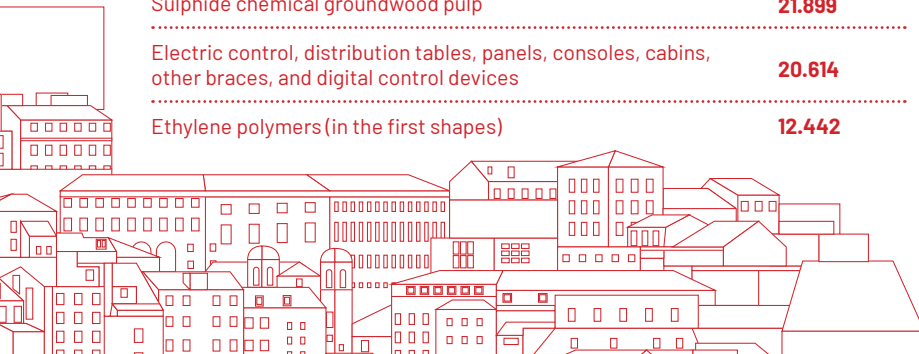 Sulphide chemical groundwood pulp 21.899
Electric control, distribution tables, panels, consoles, cabins,
other braces, and digital control devices 20.614
Ethylene polymers (in the first shapes) 12.442